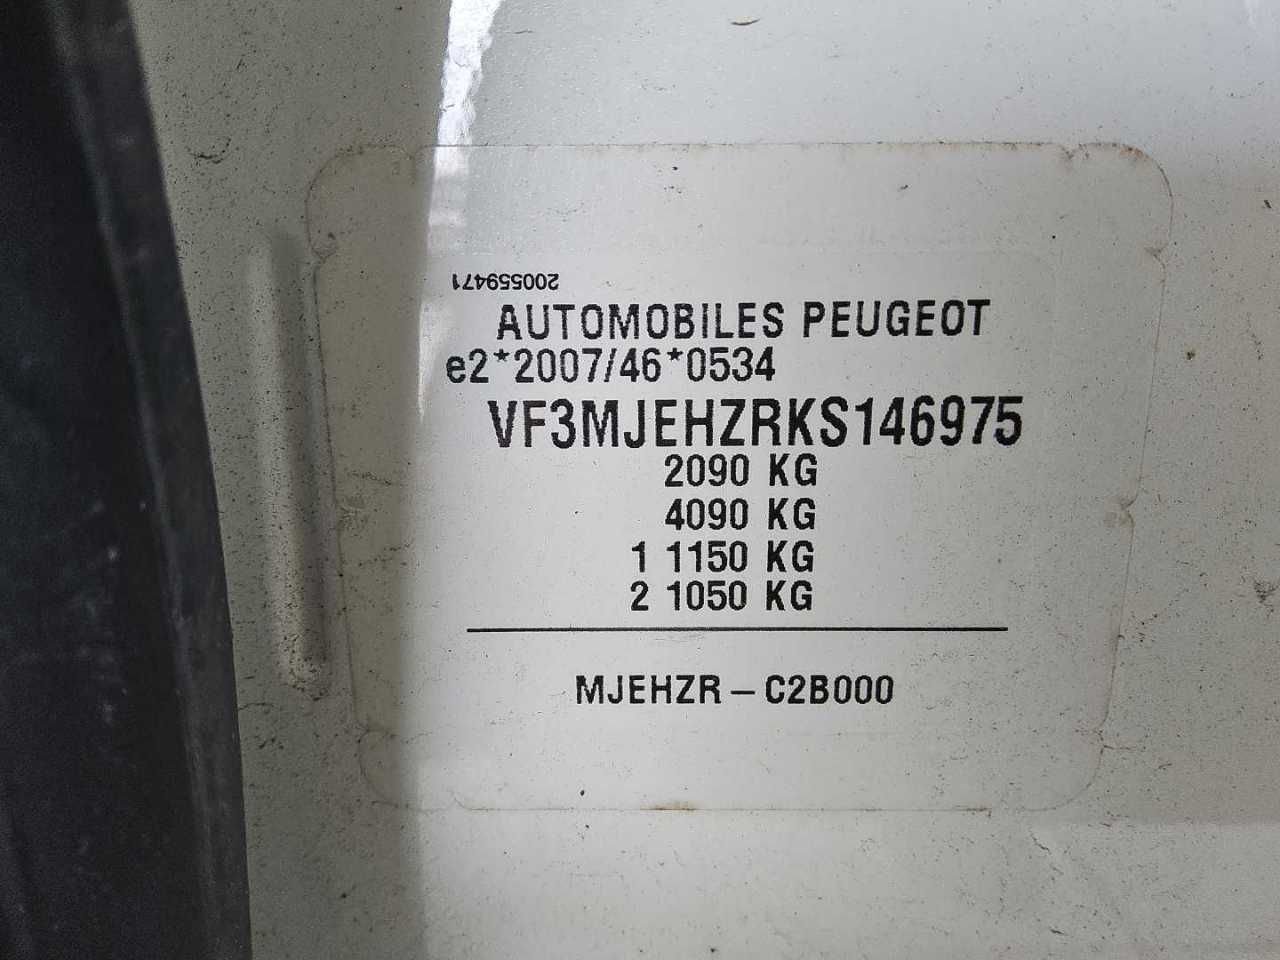 200559471
AUTOMOBILES PEUGEOT
e2*2007/46*0534
VF3MJEHZRKS146975
2090 KG
4090 KG
1 1150 KG
2 1050 KG
MJEHZR – C2B000